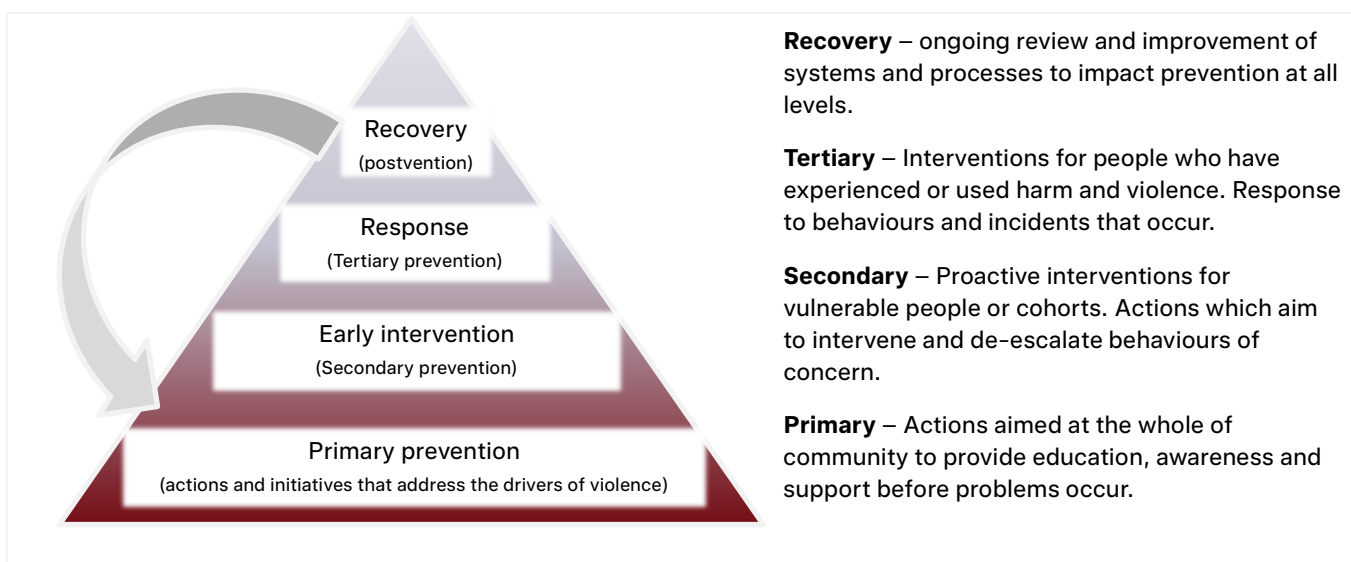 Recovery
(postvention)
Response
(Tertiary prevention)
Early intervention
(Secondary prevention)
Primary prevention
(actions and initiatives that address the drivers of violence)
Recovery – ongoing review and improvement of
systems and processes to impact prevention at all
levels.
Tertiary – Interventions for people who have
experienced or used harm and violence. Response
to behaviours and incidents that occur.
Secondary – Proactive interventions for
vulnerable people or cohorts. Actions which aim
to intervene and de-escalate behaviours of
concern.
Primary – Actions aimed at the whole of
community to provide education, awareness and
support before problems occur.